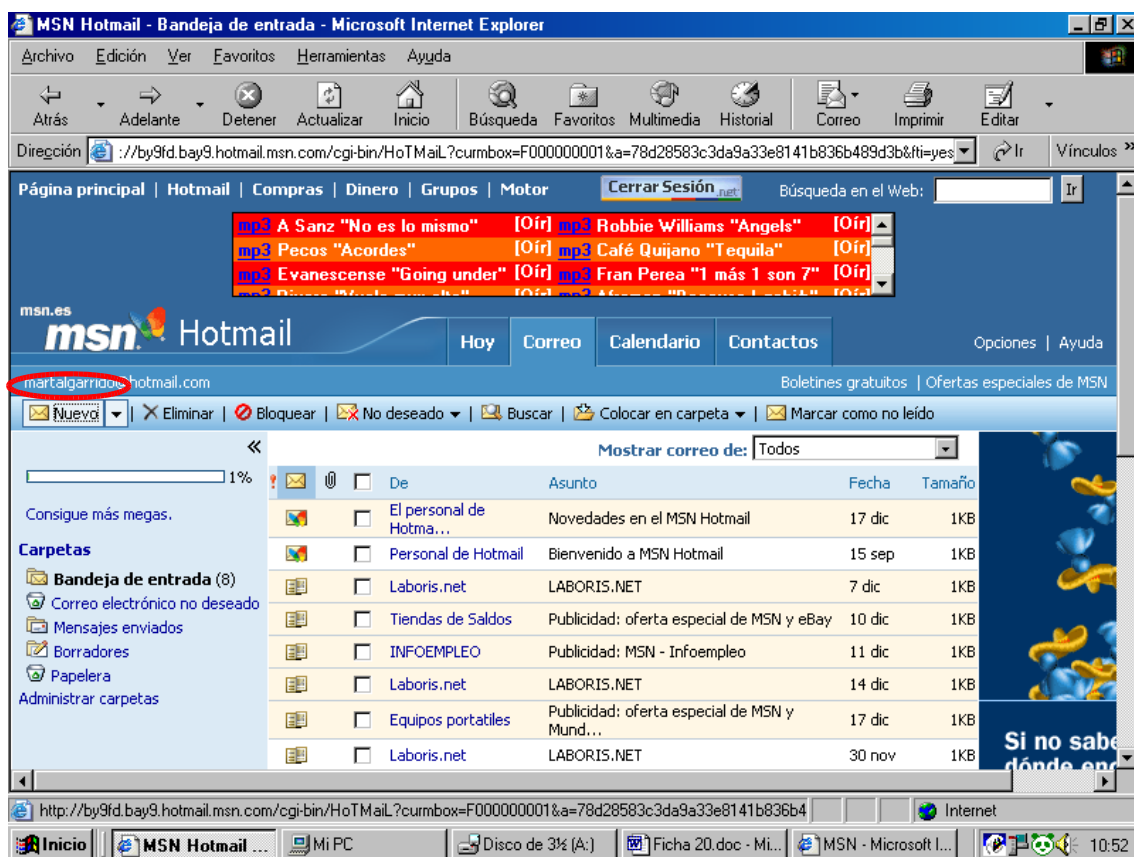 MSN Hotmail - Bandeja de entrada - Microsoft Internet Explorer
Archivo Edición Ver Favoritos Herramientas Ayuda
Atrás Adelante Detener Actualizar Inicio Búsqueda Favoritos Multimedia Historial Correo Imprimir Editar
Dirección ://by9fd.bay9.hotmail.msn.com/cgi-bin/HoTMaiL?curmbox=F000000001&a=78d28583c3da9a33e8141b836b489d3b&fti=yes Ir Vínculos »
Página principal | Hotmail | Compras | Dinero | Grupos | Motor Cerrar Sesión .net Búsqueda en el Web: Ir
mp3 A Sanz "No es lo mismo" [Oír] mp3 Robbie Williams "Angels" [Oír]
mp3 Pecos "Acordes" [Oír] mp3 Café Quijano "Tequila" [Oír]
mp3 Evanescense "Going under" [Oír] mp3 Fran Perea "1 más 1 son 7" [Oír]
msn.es
msn Hotmail Hoy Correo Calendario Contactos Opciones | Ayuda
martalgarrido@hotmail.com Boletines gratuitos | Ofertas especiales de MSN
Nuevo | Eliminar | Bloquear | No deseado | Buscar | Colocar en carpeta | Marcar como no leído
« Mostrar correo de: Todos
1% De Asunto Fecha Tamaño
Consigue más megas.
El personal de Hotma... Novedades en el MSN Hotmail 17 dic 1KB
Carpetas
Personal de Hotmail Bienvenido a MSN Hotmail 15 sep 1KB
Bandeja de entrada (8)
Laboris.net LABORIS.NET 7 dic 1KB
Correo electrónico no deseado
Tiendas de Saldos Publicidad: oferta especial de MSN y eBay 10 dic 1KB
Mensajes enviados
Borradores
INFOEMPLEO Publicidad: MSN - Infoempleo 11 dic 1KB
Papelera
Laboris.net LABORIS.NET 14 dic 1KB
Administrar carpetas
Equipos portatiles Publicidad: oferta especial de MSN y Mund... 17 dic 1KB
Laboris.net LABORIS.NET 30 nov 1KB
Si no sabe
dónde enc
http://by9fd.bay9.hotmail.msn.com/cgi-bin/HoTMaiL?curmbox=F000000001&a=78d28583c3da9a33e8141b836b4 Internet
Inicio MSN Hotmail ... Mi PC Disco de 3½ (A:) Ficha 20.doc - Mi... MSN - Microsoft I... 10:52